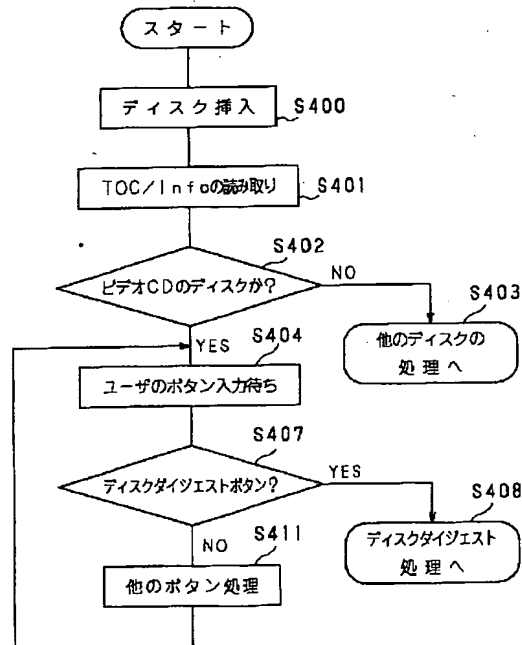 スタート
ディスク挿入
S400
TOC/Infoの読み取り
S401
S402
ビデオCDのディスクか?
NO
S403
他のディスクの
処理へ
YES
S404
ユーザのボタン入力待ち
S407
ディスクダイジェストボタン?
YES
S408
ディスクダイジェスト
処理へ
NO
S411
他のボタン処理